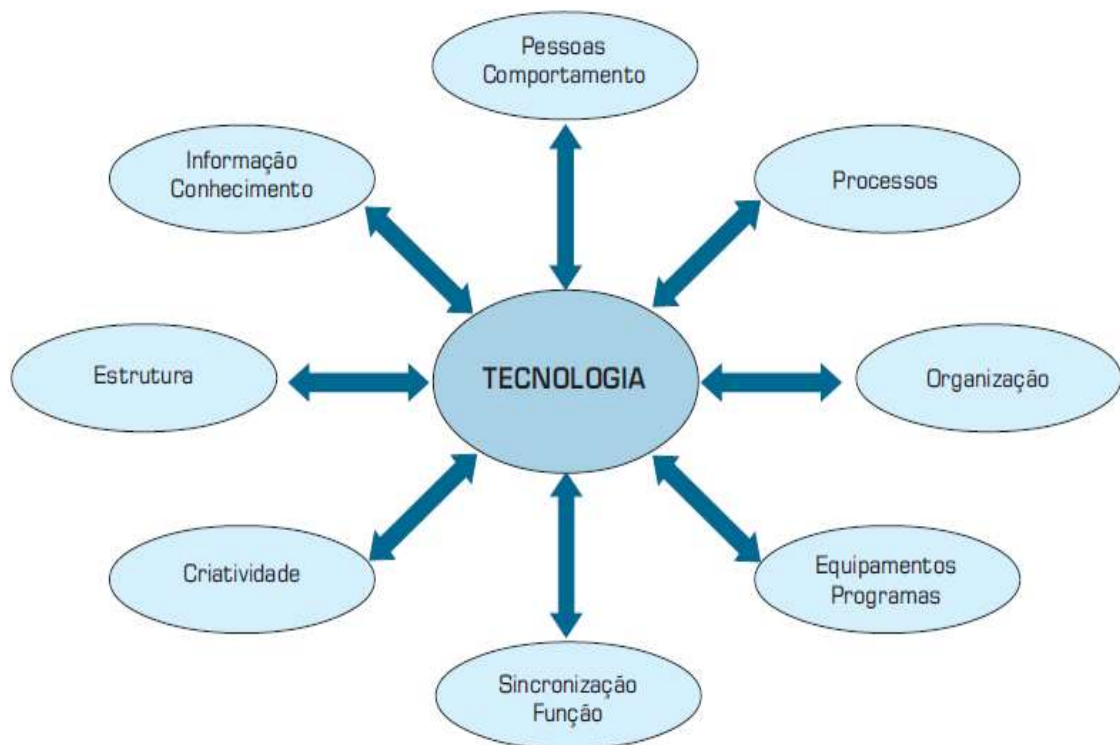 Pessoas
Comportamento
Informação
Conhecimento
Processos
Estrutura
TECNOLOGIA
Organização
Criatividade
Equipamentos
Programas
Sincronização
Função